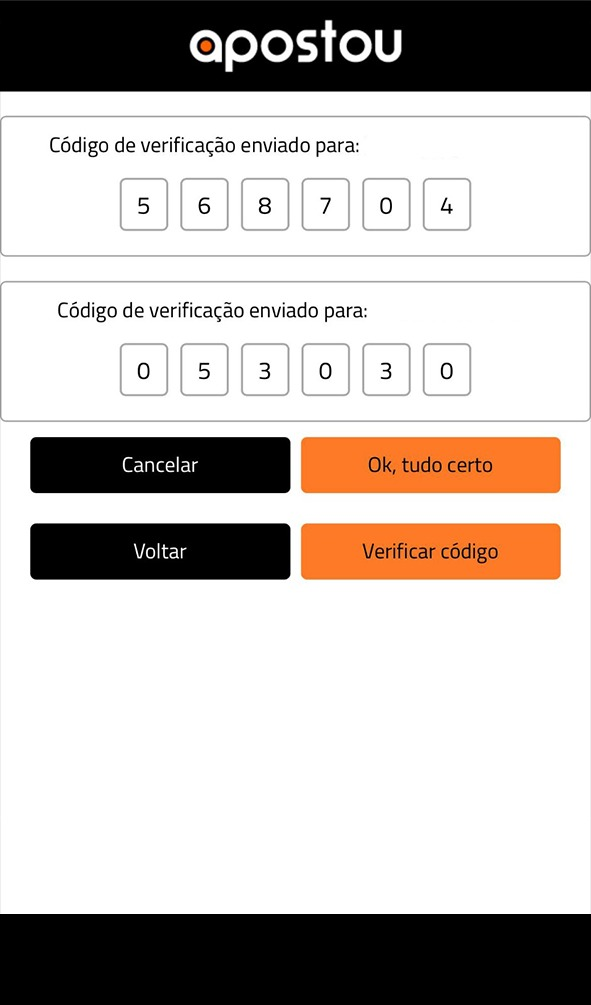 apostou
Código de verificação enviado para:
5 6 8 7 0 4
Código de verificação enviado para:
0 5 3 0 3 0
Cancelar Ok, tudo certo
Voltar Verificar código